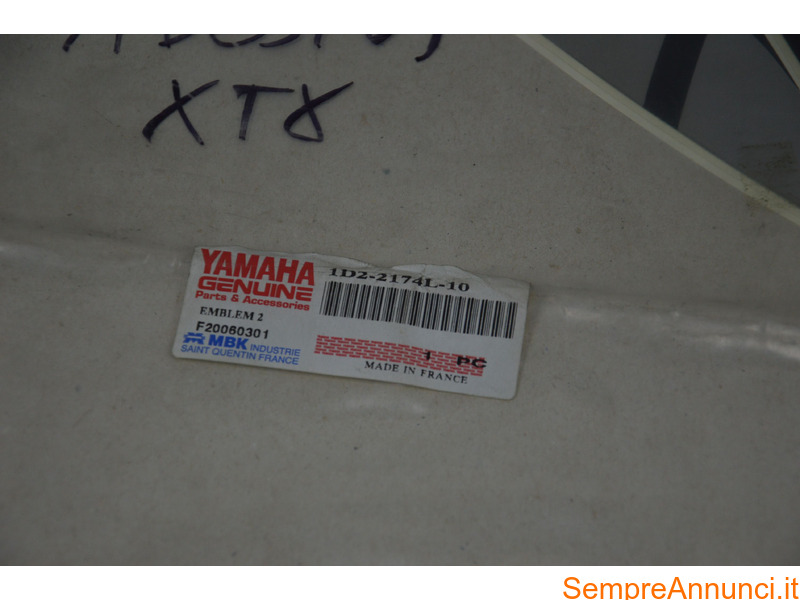 XTX
YAMAHA
GENUINE
Parts & Accessories
1D2-2174L-10
EMBLEM 2
F20060301
MBK INDUSTRIE
SAINT QUENTIN FRANCE
1 PC
MADE IN FRANCE
SempreAnnunci.it